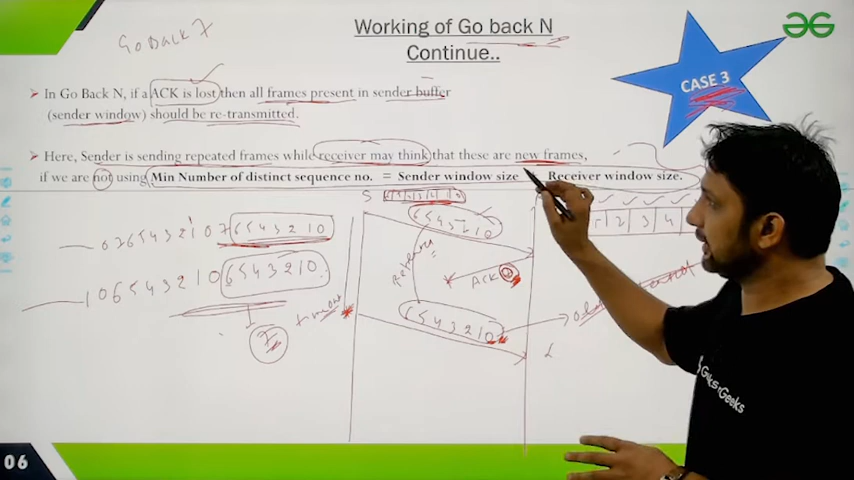 Working of Go back N
Continue..
Go Back 7
CASE 3
➤ In Go Back N, if a ACK is lost then all frames present in sender buffer
(sender window) should be re-transmitted.
➤ Here, Sender is sending repeated frames while receiver may think that these are new frames,
if we are not using Min Number of distinct sequence no. = Sender window size Receiver window size.
S
6 5 4 3 2 1 0
0 7 6 5 4 3 2 1 0 7 6 5 4 3 2 1 0
2 3 4
ACK
1 0 6 5 4 3 2 1 0 6 5 4 3 2 1 0
time out
6 5 4 3 2 1 0
7
GeeksforGeeks
06